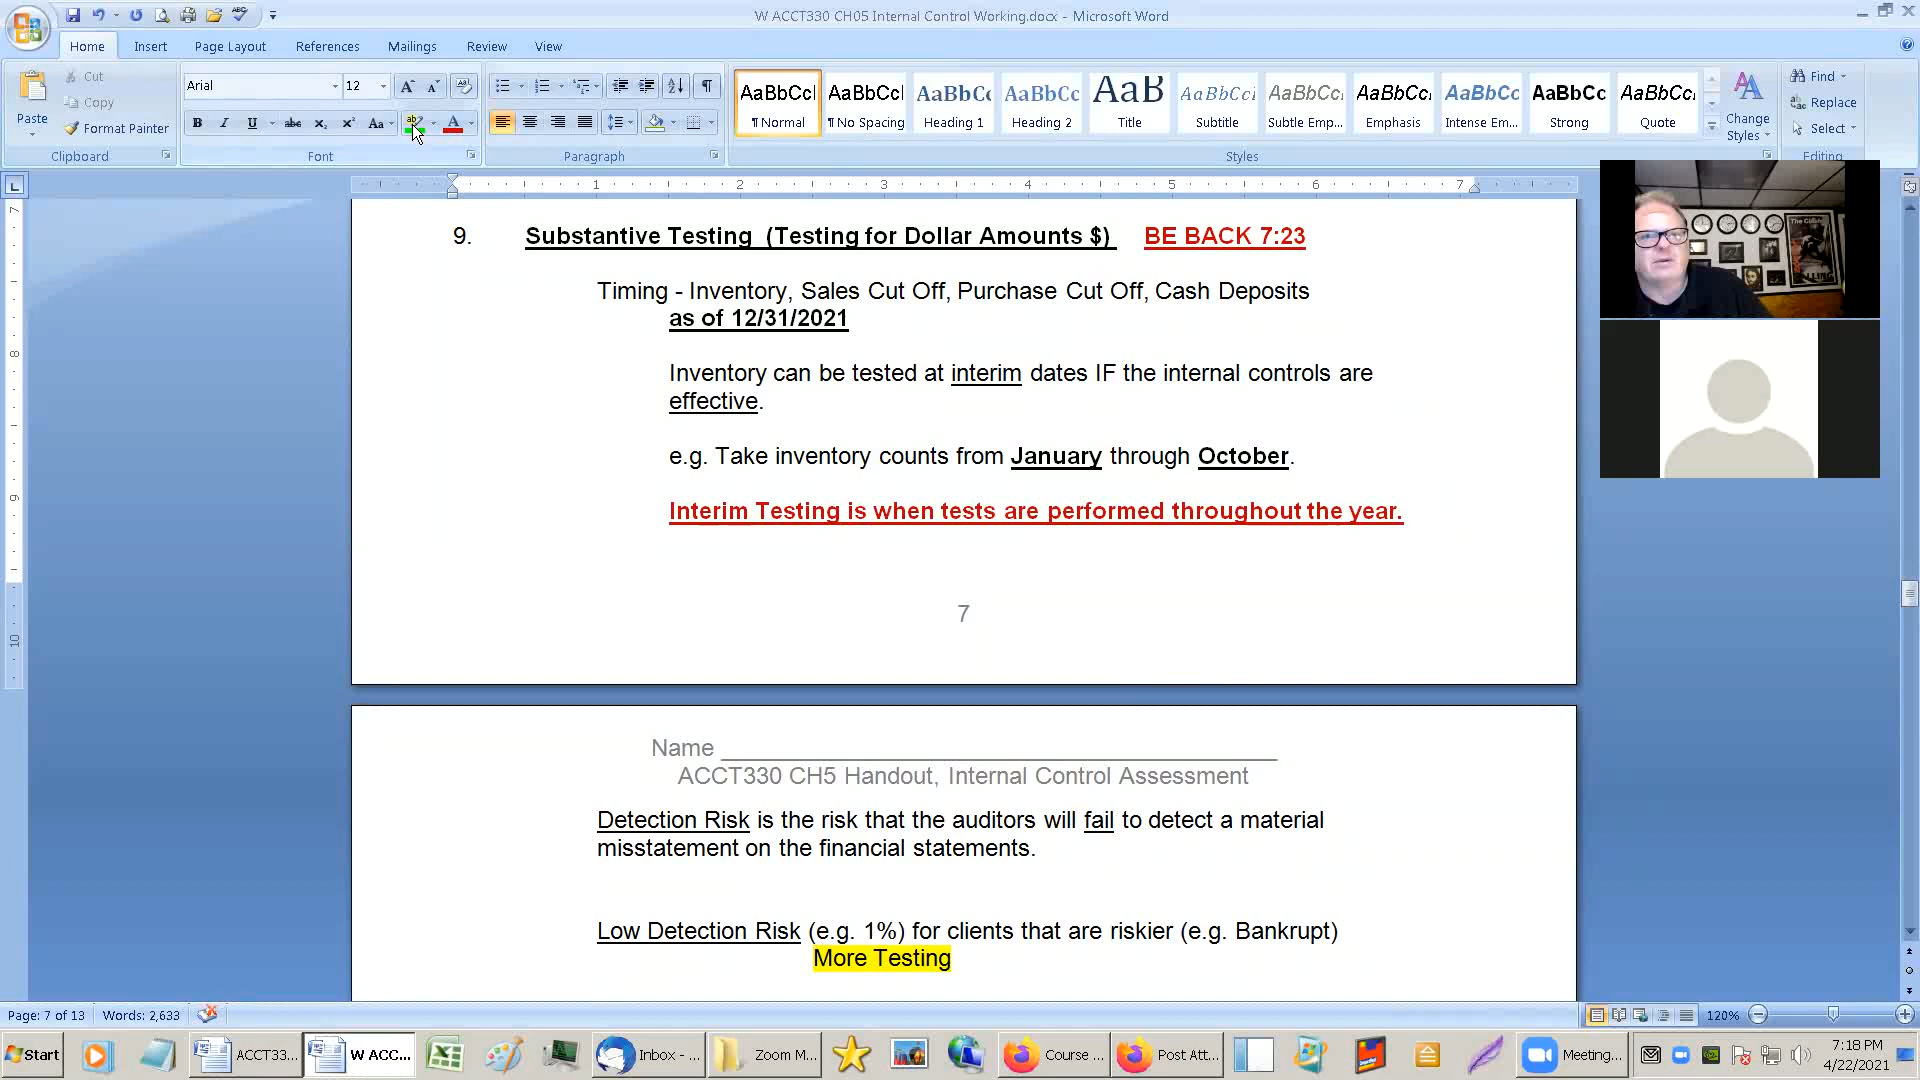 W ACCT330 CH05 Internal Control Working.docx - Microsoft Word
Home Insert Page Layout References Mailings Review View
Paste
Cut
Copy
Format Painter
Clipboard
Arial 12
Font
Paragraph
AaBbCcI AaBbCcI AaBbC AaBbCc AaB AaBbCcI AaBbCcI AaBbCcI AaBbCc AaBbCc AaBbCcI
¶ Normal ¶ No Spacing Heading 1 Heading 2 Title Subtitle Subtle Emp... Emphasis Intense Em... Strong Quote
Styles
Change Styles
Find
Replace
Select
Editing
1 2 3 4 5 6 7
9. Substantive Testing (Testing for Dollar Amounts $) BE BACK 7:23
Timing - Inventory, Sales Cut Off, Purchase Cut Off, Cash Deposits
as of 12/31/2021
Inventory can be tested at interim dates IF the internal controls are
effective.
e.g. Take inventory counts from January through October.
Interim Testing is when tests are performed throughout the year.
7
Name
ACCT330 CH5 Handout, Internal Control Assessment
Detection Risk is the risk that the auditors will fail to detect a material
misstatement on the financial statements.
Low Detection Risk (e.g. 1%) for clients that are riskier (e.g. Bankrupt)
More Testing
Page: 7 of 13 Words: 2,633 120%
Start ACCT33... W ACC... Inbox - ... Zoom M... Course ... Post Att... Meeting...
7:18 PM
4/22/2021